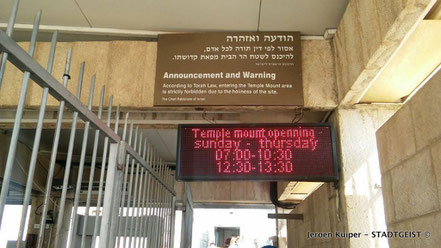 הודעה ואזהרה
אסור לפי דין תורה לכל אדם,
להיכנס לשטח הר הבית מפאת קדושתו.
Announcement and Warning
According to Torah Law, entering the Temple Mount area
is strictly forbidden due to the holiness of the site.
The Chief Rabbinate of Israel
Temple mount openning -
sunday - thursday
07:00-10:30
12:30-13:30
Jeroen Kuiper - STADTGEIST ©